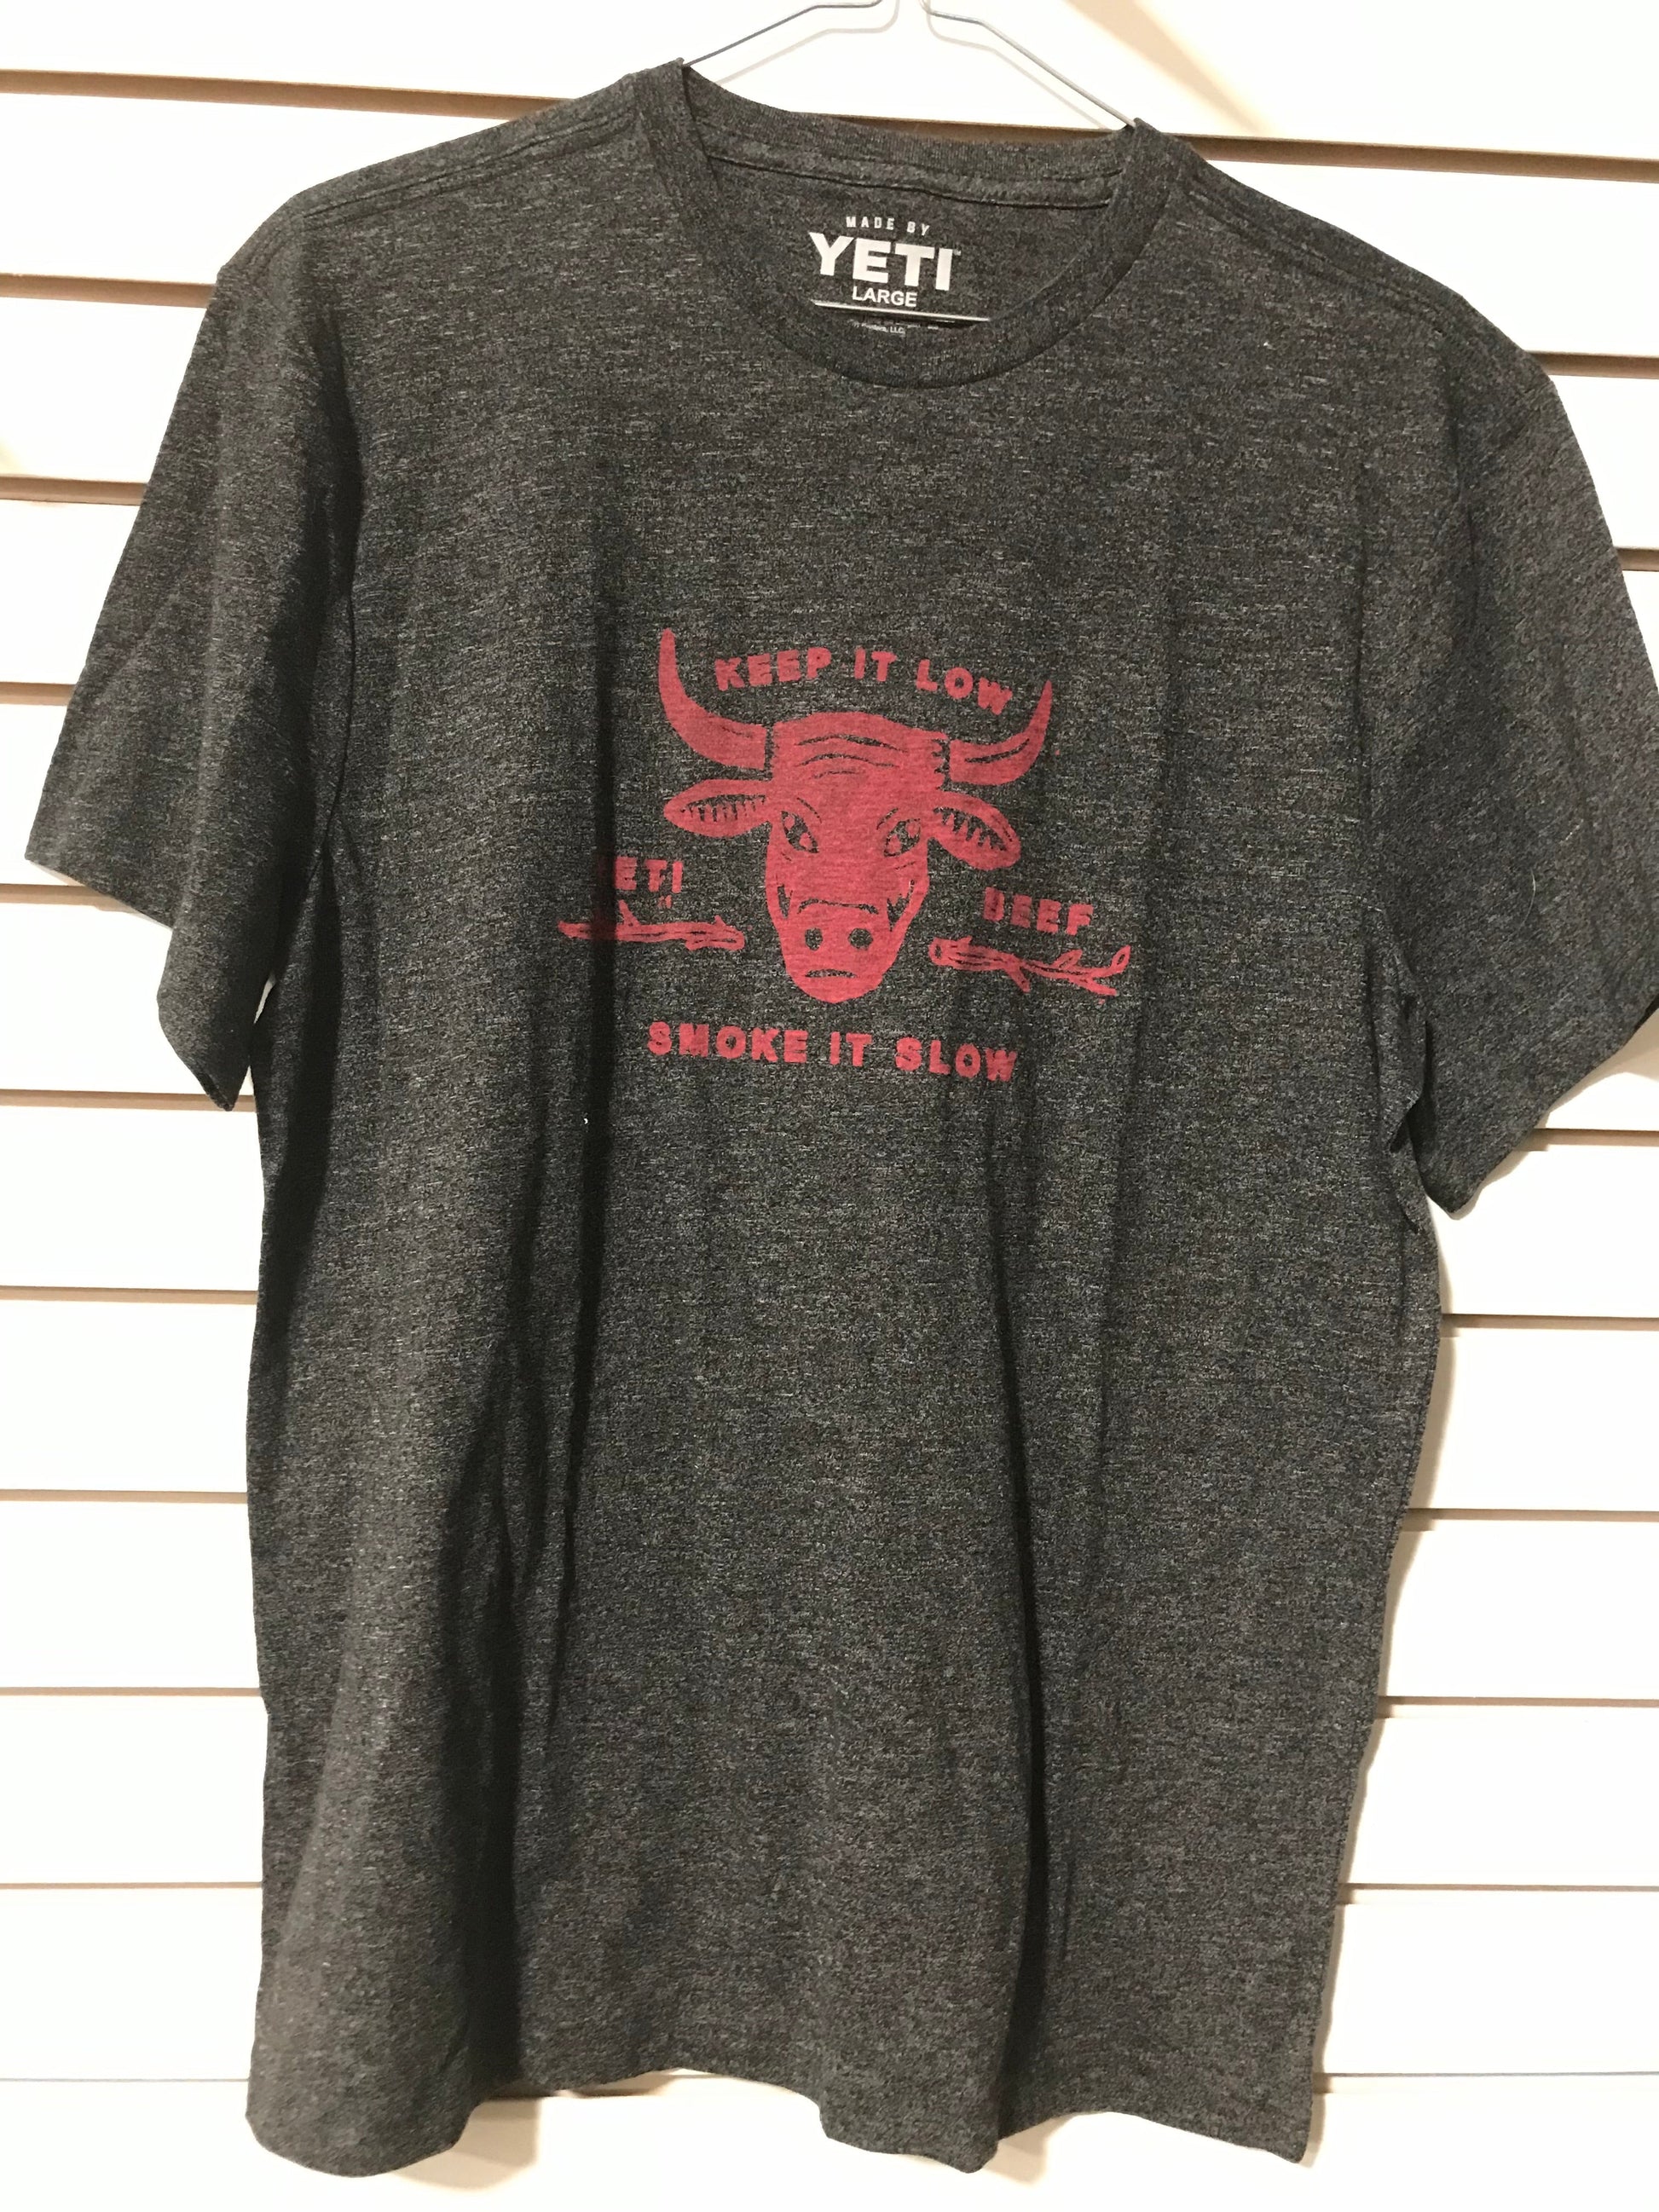 MADE BY
YETI
LARGE
KEEP IT LOW
YETI
BEEF
SMOKE IT SLOW